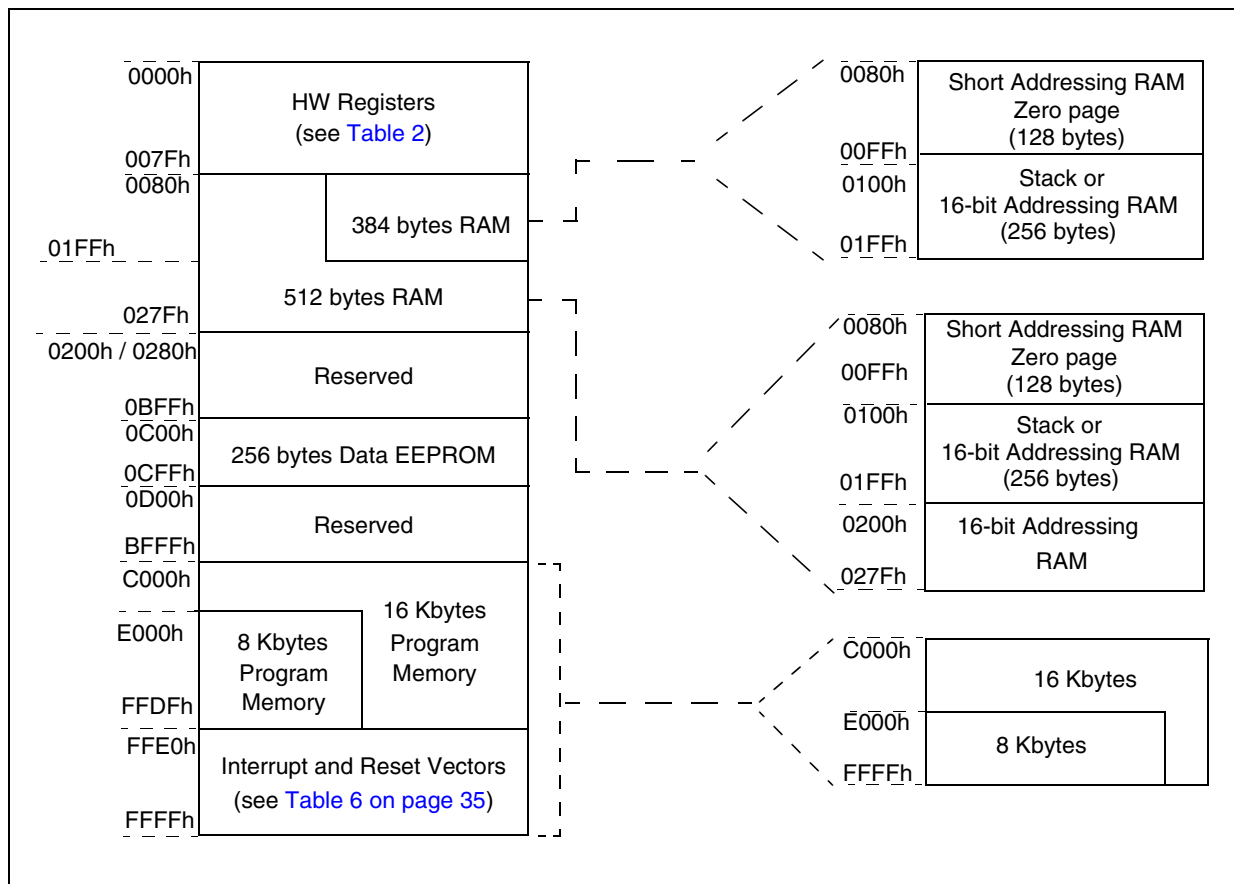 0000h
HW Registers
(see Table 2)
007Fh
0080h
384 bytes RAM
01FFh
512 bytes RAM
027Fh
0200h / 0280h
Reserved
0BFFh
0C00h
256 bytes Data EEPROM
0CFFh
0D00h
Reserved
BFFFh
C000h
16 Kbytes
Program
Memory
E000h
8 Kbytes
Program
Memory
FFDFh
FFE0h
Interrupt and Reset Vectors
(see Table 6 on page 35)
FFFFh
0080h
Short Addressing RAM
Zero page
(128 bytes)
00FFh
0100h
Stack or
16-bit Addressing RAM
(256 bytes)
01FFh
0080h
Short Addressing RAM
Zero page
00FFh
(128 bytes)
0100h
Stack or
16-bit Addressing RAM
01FFh
(256 bytes)
0200h
16-bit Addressing
RAM
027Fh
C000h
16 Kbytes
E000h
8 Kbytes
FFFFh